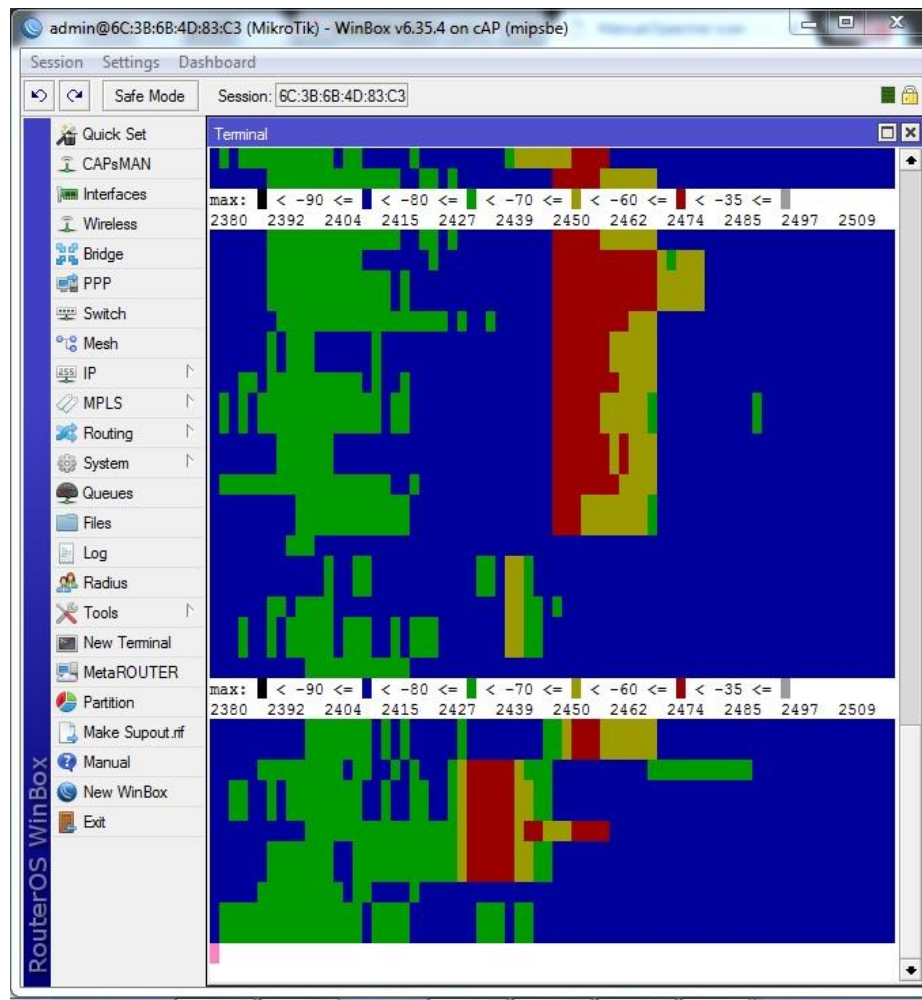 admin@6C:3B:6B:4D:83:C3 (MikroTik) - WinBox v6.35.4 on cAP (mipsbe)
Session Settings Dashboard
Safe Mode Session: 6C:3B:6B:4D:83:C3
Quick Set
CAPsMAN
Interfaces
Wireless
Bridge
PPP
Switch
Mesh
255 IP
MPLS
Routing
System
Queues
Files
Log
Radius
Tools
New Terminal
MetaROUTER
Partition
Make Supout.rif
Manual
New WinBox
Exit
RouterOS WinBox
Terminal
max: < -90 <= < -80 <= < -70 <= < -60 <= < -35 <=
2380 2392 2404 2415 2427 2439 2450 2462 2474 2485 2497 2509
max: < -90 <= < -80 <= < -70 <= < -60 <= < -35 <=
2380 2392 2404 2415 2427 2439 2450 2462 2474 2485 2497 2509